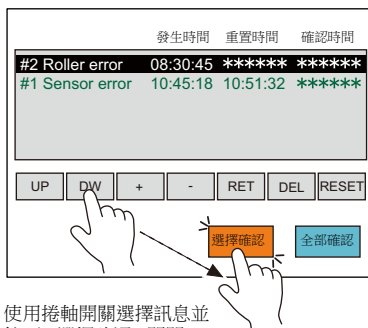 發生時間 重置時間 確認時間
#2 Roller error 08:30:45 ****** ******
#1 Sensor error 10:45:18 10:51:32 ******
UP DW + - RET DEL RESET
選擇確認 全部確認
使用捲軸開關選擇訊息並